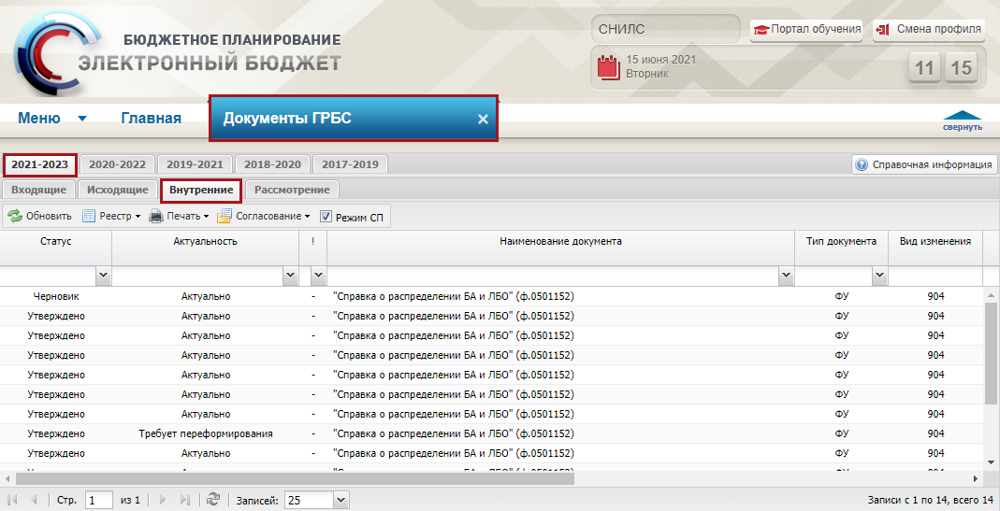 БЮДЖЕТНОЕ ПЛАНИРОВАНИЕ
ЭЛЕКТРОННЫЙ БЮДЖЕТ
СНИЛС
Портал обучения
Смена профиля
15 июня 2021
Вторник
11 15
Меню
Главная
Документы ГРБС
свернуть
2021-2023 2020-2022 2019-2021 2018-2020 2017-2019
Справочная информация
Входящие Исходящие Внутренние Рассмотрение
Обновить Реестр Печать Согласование Режим СП
Статус Актуальность ! Наименование документа Тип документа Вид изменения
Черновик Актуально - "Справка о распределении БА и ЛБО" (ф.0501152) ФУ 904
Утверждено Актуально - "Справка о распределении БА и ЛБО" (ф.0501152) ФУ 904
Утверждено Актуально - "Справка о распределении БА и ЛБО" (ф.0501152) ФУ 904
Утверждено Актуально - "Справка о распределении БА и ЛБО" (ф.0501152) ФУ 904
Утверждено Актуально - "Справка о распределении БА и ЛБО" (ф.0501152) ФУ 904
Утверждено Актуально - "Справка о распределении БА и ЛБО" (ф.0501152) ФУ 904
Утверждено Актуально - "Справка о распределении БА и ЛБО" (ф.0501152) ФУ 904
Утверждено Требует переформирования - "Справка о распределении БА и ЛБО" (ф.0501152) ФУ 904
Утверждено Актуально - "Справка о распределении БА и ЛБО" (ф.0501152) ФУ 904
Стр. 1 из 1 Записей: 25 Записи с 1 по 14, всего 14